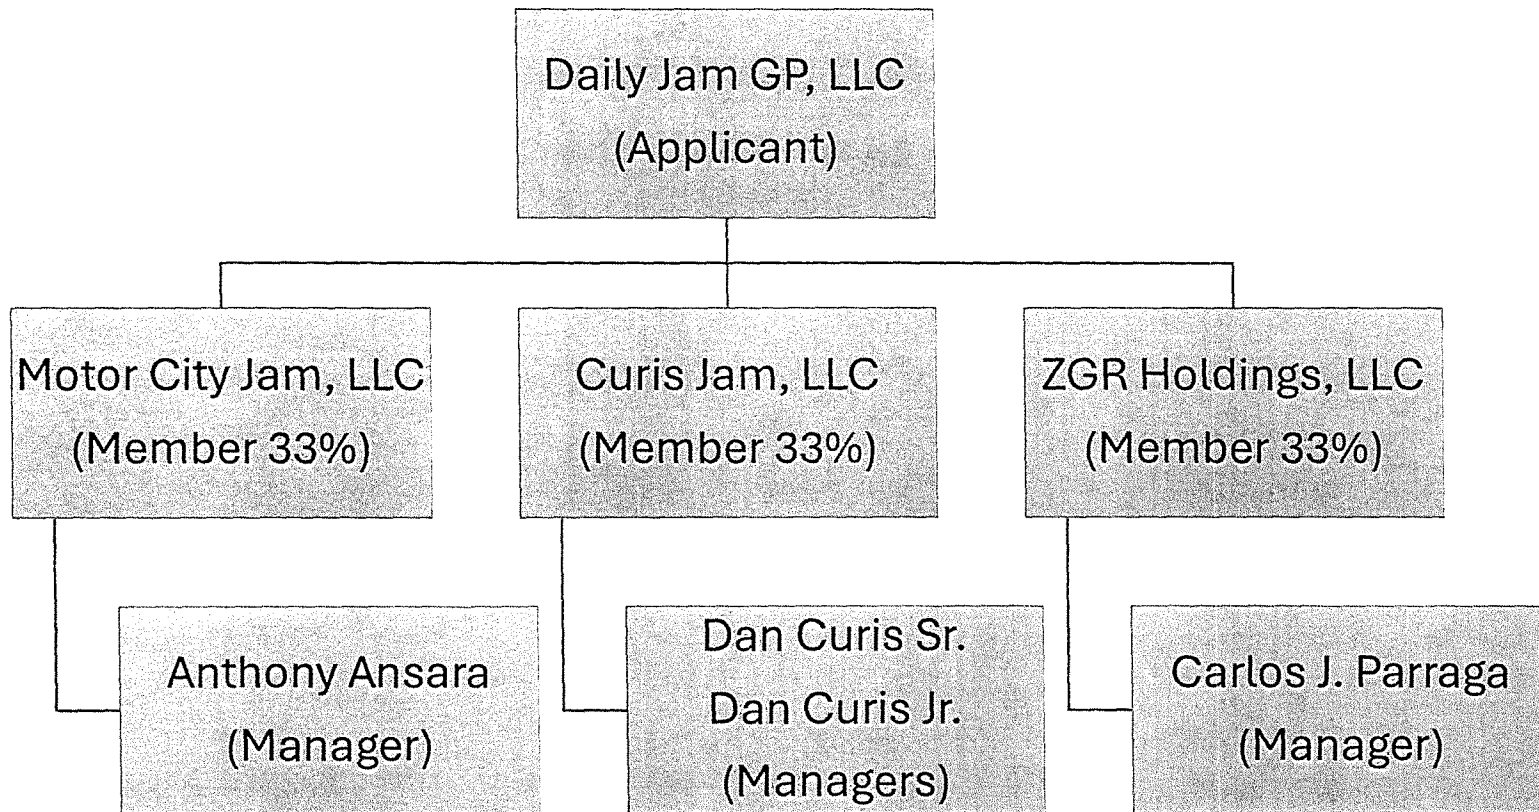 Daily Jam GP, LLC
(Applicant)
Motor City Jam, LLC
(Member 33%)
Curis Jam, LLC
(Member 33%)
ZGR Holdings, LLC
(Member 33%)
Anthony Ansara
(Manager)
Dan Curis Sr.
Dan Curis Jr.
(Managers)
Carlos J. Parraga
(Manager)